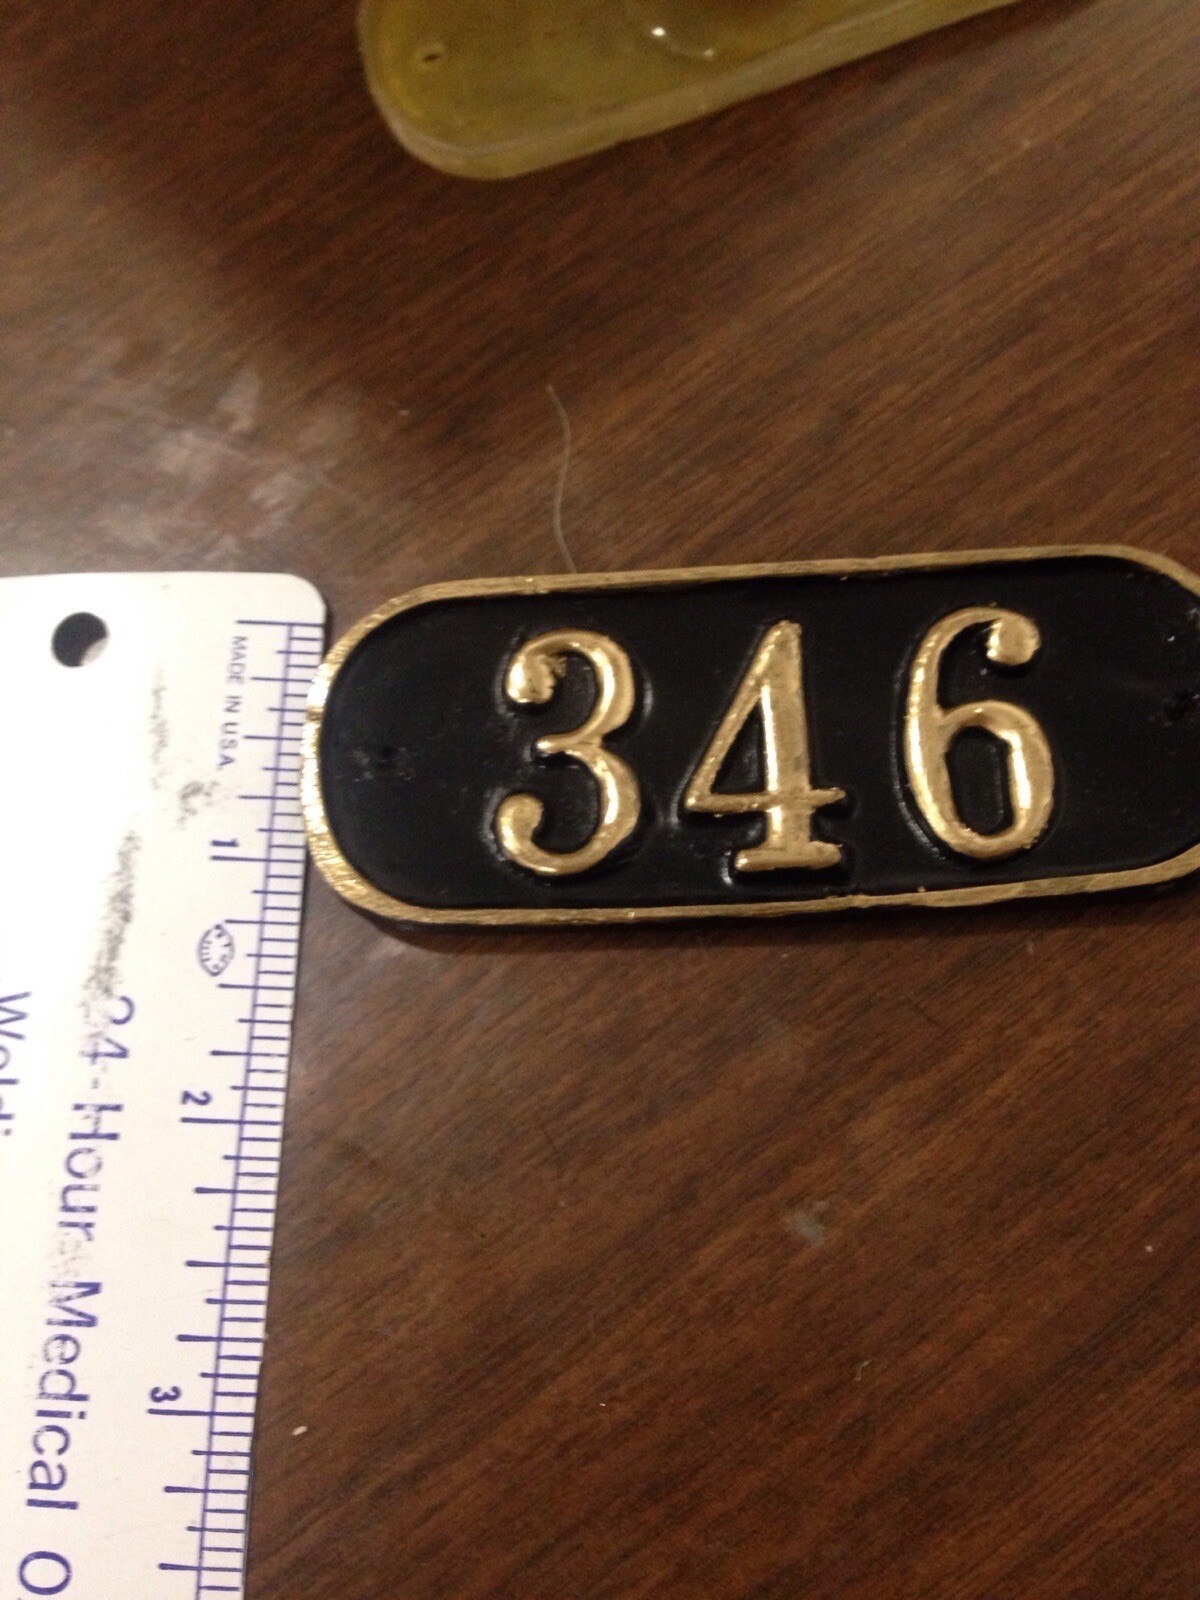 346
MADE IN U.S.A.
1
2
3
24-Hour Medical